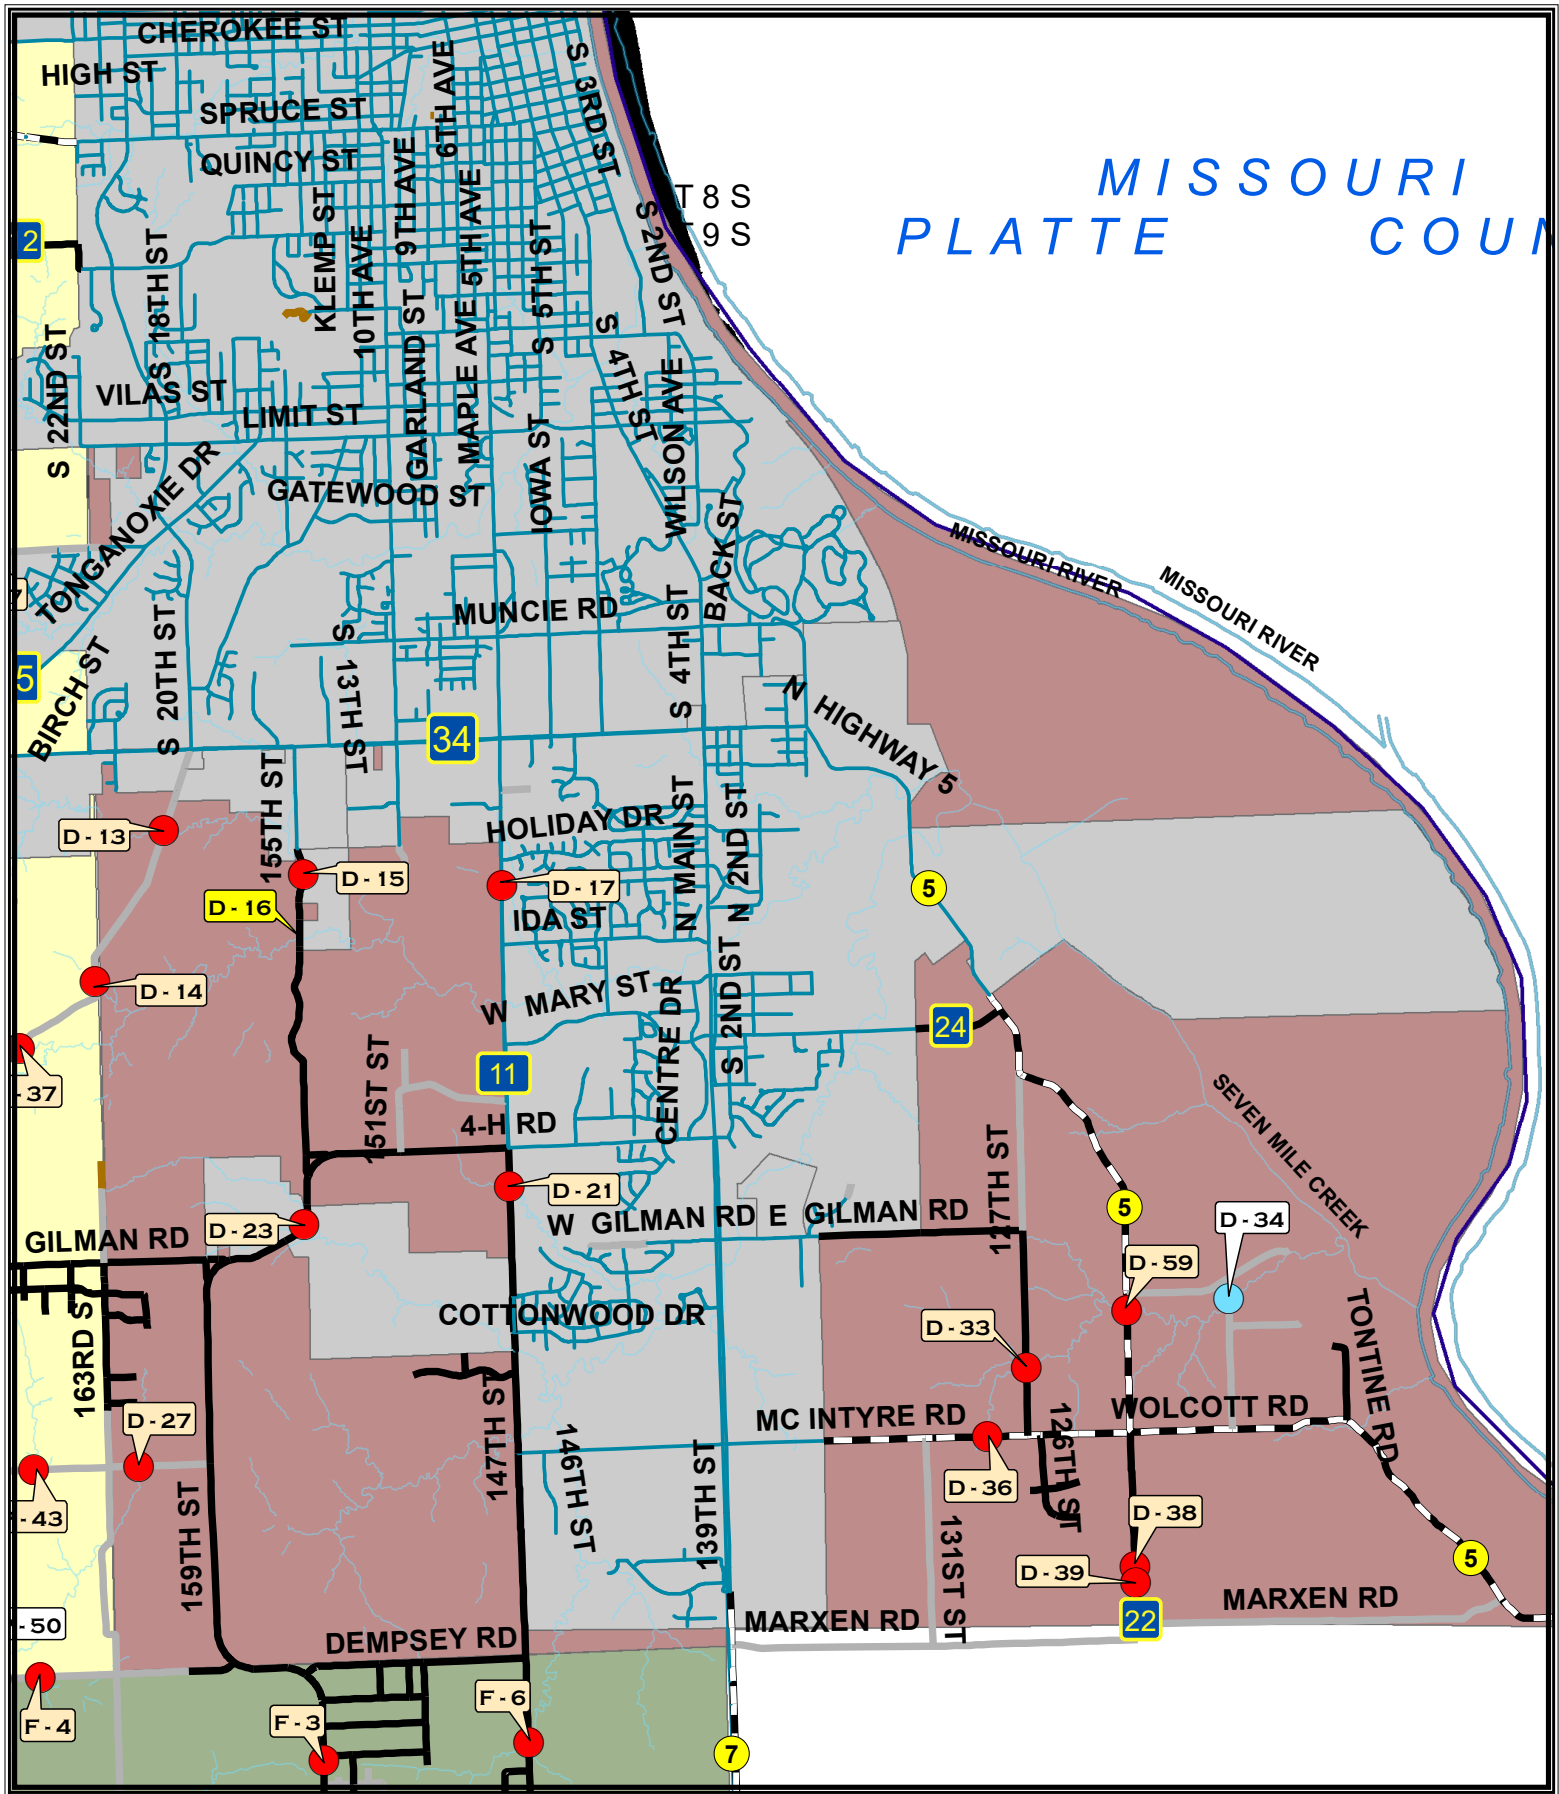 CHEROKEE ST
HIGH ST
SPRUCE ST
QUINCY ST
6TH AVE
S 3RD ST
9TH AVE
KLEMP ST
10TH AVE
5TH AVE
S 5TH ST
S 2ND ST
T 8 S
9 S
MISSOURI
PLATTE COUN
2
S 18TH ST
S 22ND ST
VILAS ST
LIMIT ST
GARLAND ST
MAPLE AVE
S 4TH ST
WILSON AVE
IOWA ST
GATEWOOD ST
TONGANOXIE DR
BACK ST
MISSOURI RIVER
MISSOURI RIVER
7
MUNCIE RD
S 20TH ST
BIRCH ST
5
S 13TH ST
S 4TH ST
34
N HIGHWAY 5
155TH ST
HOLIDAY DR
N MAIN ST
N 2ND ST
D - 13
D - 15
D - 17
D - 16
IDA ST
5
D - 14
W MARY ST
CENTRE DR
S 2ND ST
24
- 37
11
151ST ST
4-H RD
SEVEN MILE CREEK
127TH ST
D - 21
5
D - 34
GILMAN RD
D - 23
W GILMAN RD
E GILMAN RD
D - 59
163RD S
COTTONWOOD DR
D - 33
TONTINE RD
D - 27
147TH ST
146TH ST
139TH ST
MC INTYRE RD
126TH ST
WOLCOTT RD
D - 36
- 43
159TH ST
131ST ST
D - 38
D - 39
5
22
- 50
DEMPSEY RD
MARXEN RD
MARXEN RD
F - 4
F - 3
F - 6
7